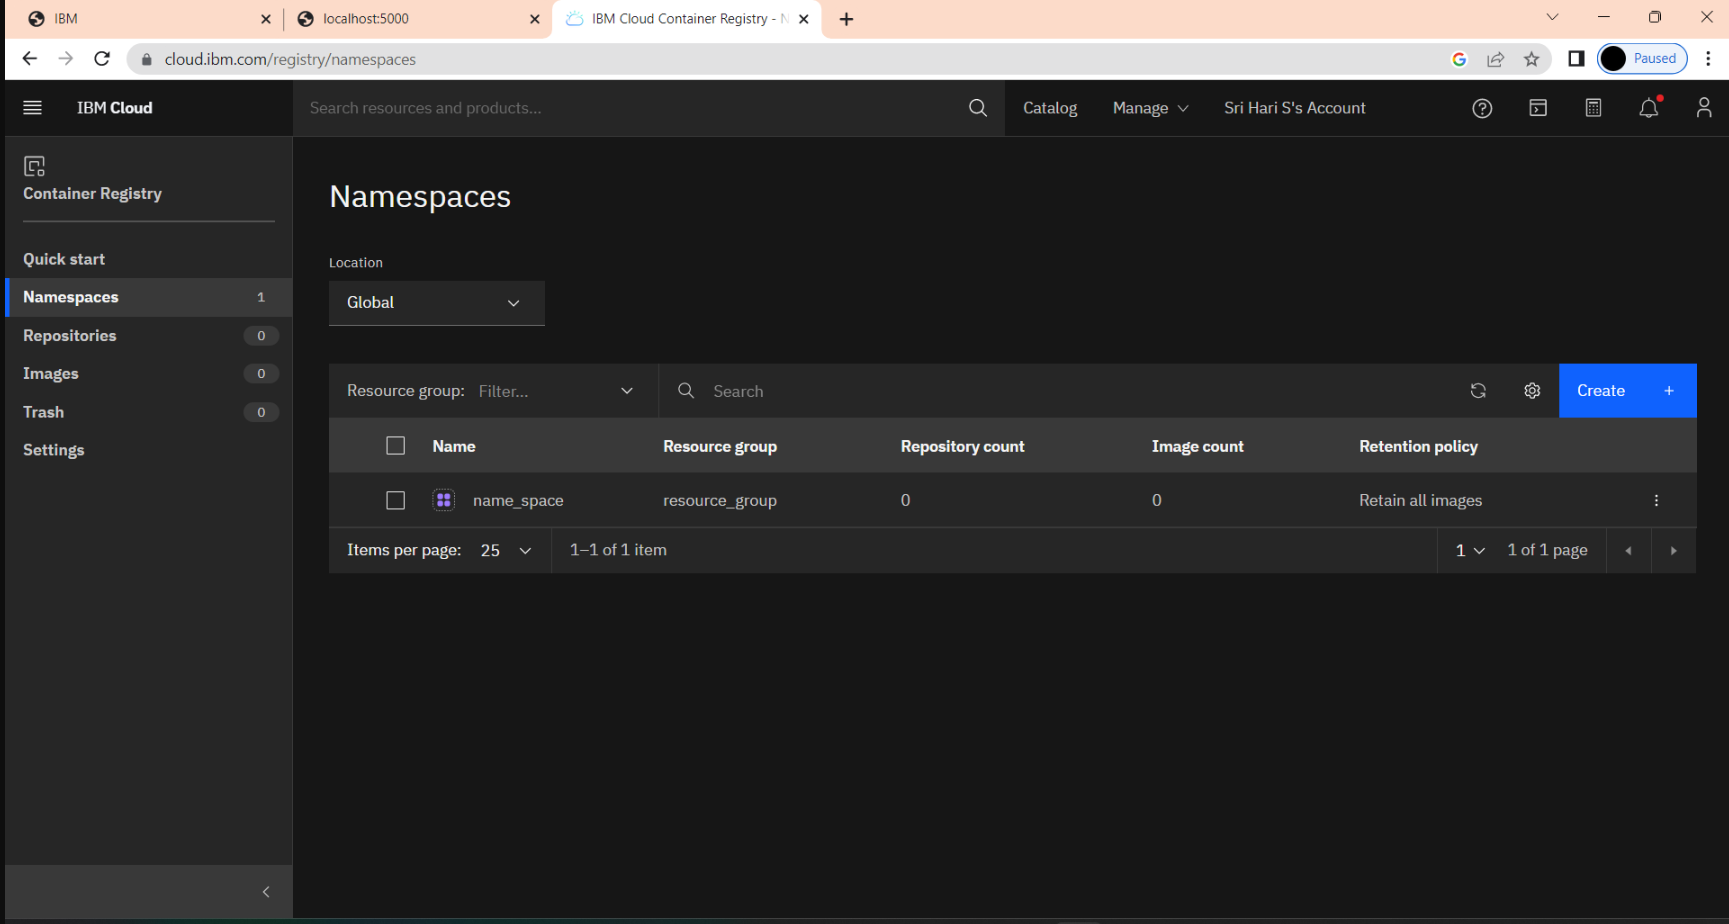 IBM
localhost:5000
IBM Cloud Container Registry - N
cloud.ibm.com/registry/namespaces
Paused
IBM Cloud
Search resources and products...
Catalog
Manage
Sri Hari S's Account
Container Registry
Quick start
Namespaces 1
Repositories 0
Images 0
Trash 0
Settings
Namespaces
Location
Global
Resource group: Filter...
Search
Create +
Name Resource group Repository count Image count Retention policy
name_space resource_group 0 0 Retain all images
Items per page: 25 1–1 of 1 item 1 1 of 1 page